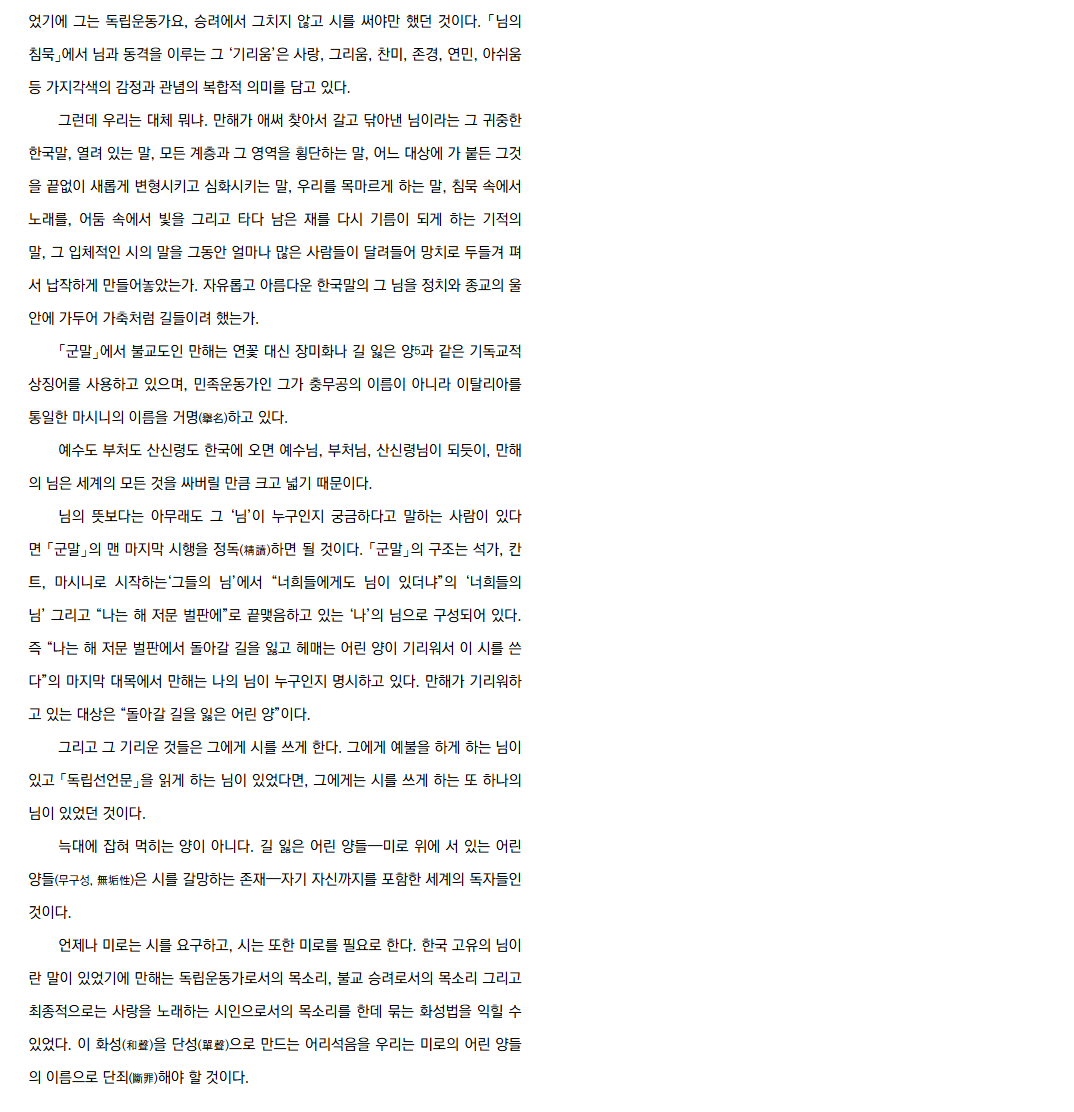 었기에 그는 독립운동가요, 승려에서 그치지 않고 시를 써야만 했던 것이다. 「님의
침묵」에서 님과 동격을 이루는 그 ‘기리움’은 사랑, 그리움, 찬미, 존경, 연민, 아쉬움
등 가지각색의 감정과 관념의 복합적 의미를 담고 있다.
그런데 우리는 대체 뭐냐. 만해가 애써 찾아서 갈고 닦아낸 님이라는 그 귀중한
한국말, 열려 있는 말, 모든 계층과 그 영역을 횡단하는 말, 어느 대상에 가 붙든 그것
을 끝없이 새롭게 변형시키고 심화시키는 말, 우리를 목마르게 하는 말, 침묵 속에서
노래를, 어둠 속에서 빛을 그리고 타다 남은 재를 다시 기름이 되게 하는 기적의
말, 그 입체적인 시의 말을 그동안 얼마나 많은 사람들이 달려들어 망치로 두들겨 펴
서 납작하게 만들어놓았는가. 자유롭고 아름다운 한국말의 그 님을 정치와 종교의 울
안에 가두어 가축처럼 길들이려 했는가.
「군말」에서 불교도인 만해는 연꽃 대신 장미화나 길 잃은 양5과 같은 기독교적
상징어를 사용하고 있으며, 민족운동가인 그가 충무공의 이름이 아니라 이탈리아를
통일한 마시니의 이름을 거명(擧名)하고 있다.
예수도 부처도 산신령도 한국에 오면 예수님, 부처님, 산신령님이 되듯이, 만해
의 님은 세계의 모든 것을 싸버릴 만큼 크고 넓기 때문이다.
님의 뜻보다는 아무래도 그 ‘님’이 누구인지 궁금하다고 말하는 사람이 있다
면 「군말」의 맨 마지막 시행을 정독(精讀)하면 될 것이다. 「군말」의 구조는 석가, 칸
트, 마시니로 시작하는‘그들의 님’에서 “너희들에게도 님이 있더냐”의 ‘너희들의
님’ 그리고 “나는 해 저문 벌판에”로 끝맺음하고 있는 ‘나’의 님으로 구성되어 있다.
즉 “나는 해 저문 벌판에서 돌아갈 길을 잃고 헤매는 어린 양이 기리워서 이 시를 쓴
다”의 마지막 대목에서 만해는 나의 님이 누구인지 명시하고 있다. 만해가 기리워하
고 있는 대상은 “돌아갈 길을 잃은 어린 양”이다.
그리고 그 기리운 것들은 그에게 시를 쓰게 한다. 그에게 예불을 하게 하는 님이
있고 「독립선언문」을 읽게 하는 님이 있었다면, 그에게는 시를 쓰게 하는 또 하나의
님이 있었던 것이다.
늑대에 잡혀 먹히는 양이 아니다. 길 잃은 어린 양들―미로 위에 서 있는 어린
양들(무구성, 無垢性)은 시를 갈망하는 존재―자기 자신까지를 포함한 세계의 독자들인
것이다.
언제나 미로는 시를 요구하고, 시는 또한 미로를 필요로 한다. 한국 고유의 님이
란 말이 있었기에 만해는 독립운동가로서의 목소리, 불교 승려로서의 목소리 그리고
최종적으로는 사랑을 노래하는 시인으로서의 목소리를 한데 묶는 화성법을 익힐 수
있었다. 이 화성(和聲)을 단성(單聲)으로 만드는 어리석음을 우리는 미로의 어린 양들
의 이름으로 단죄(斷罪)해야 할 것이다.